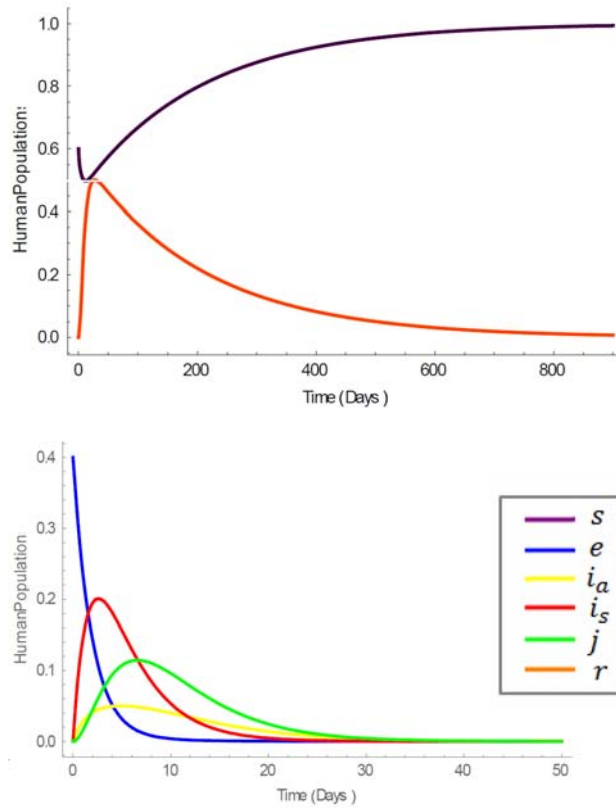 1.0
0.8
0.6
0.4
0.2
0.0
HumanPopulations
0 200 400 600 800
Time (Days )
0.4
0.3
0.2
0.1
0.0
HumanPopulation
0 10 20 30 40 50
Time (Days)
s
e
i_a
i_s
j
r